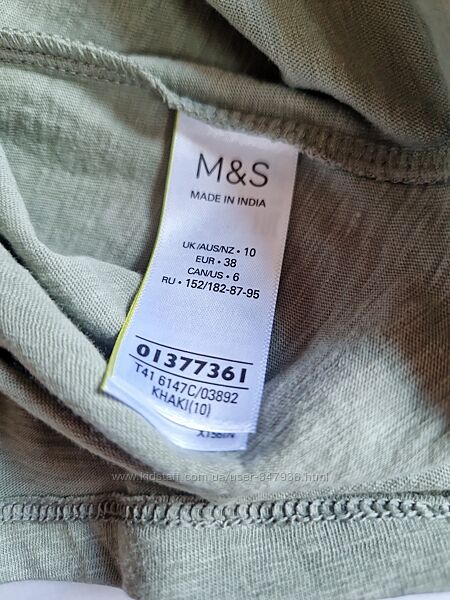 M&S
MADE IN INDIA
UK/AUS/NZ • 10
EUR • 38
CAN/US • 6
RU • 152/182-87-95
01377361
T41 6147C/03892
KHAKI(10)